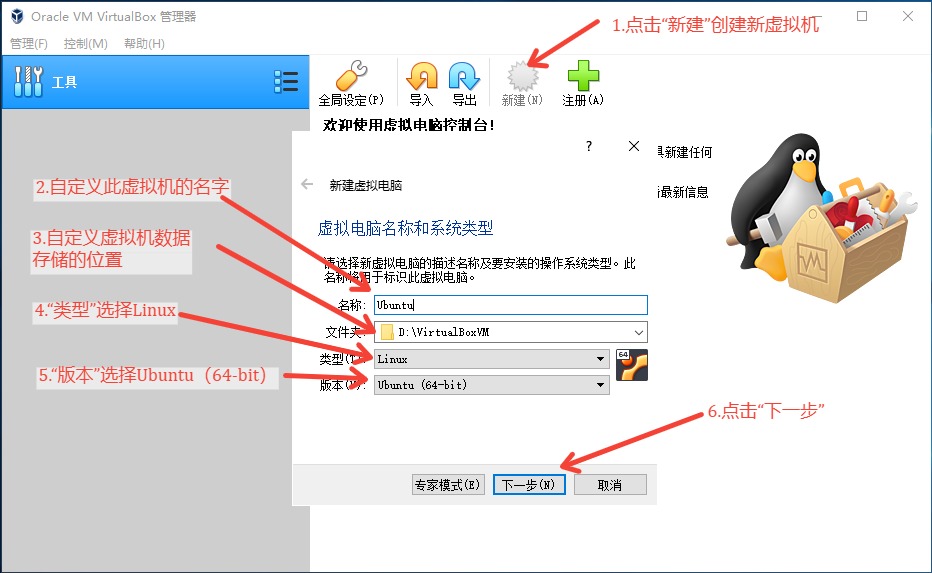 Oracle VM VirtualBox 管理器
1.点击“新建”创建新虚拟机
管理(F) 控制(M) 帮助(H)
工具
全局设定(P) 导入 导出 新建(N) 注册(A)
欢迎使用虚拟电脑控制台!
?
具新建任何
新建虚拟电脑
最新信息
2.自定义此虚拟机的名字
虚拟电脑名称和系统类型
3.自定义虚拟机数据
存储的位置
请选择新虚拟电脑的描述名称及要安装的操作系统类型。此
名称将用于标识此虚拟电脑。
名称: Ubuntu
4.“类型”选择Linux
文件夹: D:\VirtualBoxVM
类型(T): Linux
64
5.“版本”选择Ubuntu（64-bit）
版本(V): Ubuntu (64-bit)
6.点击“下一步”
专家模式(E) 下一步(N) 取消